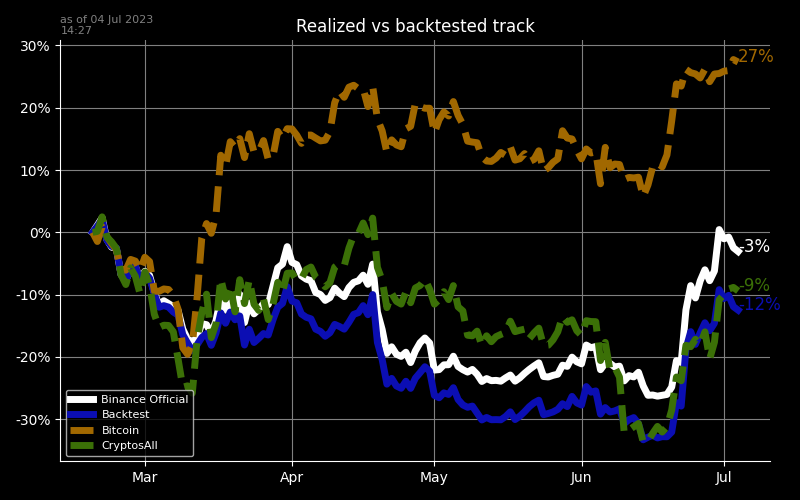 as of 04 Jul 2023
14:27
Realized vs backtested track
30%
20%
10%
0%
-10%
-20%
-30%
27%
-3%
-9%
-12%
Binance Official
Backtest
Bitcoin
CryptosAll
Mar
Apr
May
Jun
Jul